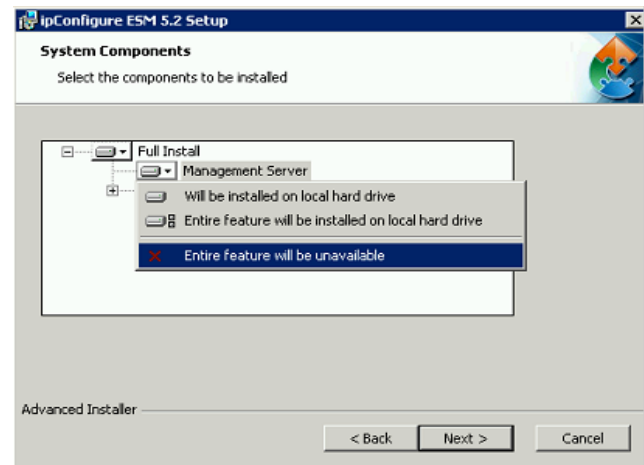 ipConfigure ESM 5.2 Setup
System Components
Select the components to be installed
Full Install
Management Server
Will be installed on local hard drive
Entire feature will be installed on local hard drive
Entire feature will be unavailable
Advanced Installer
< Back Next > Cancel